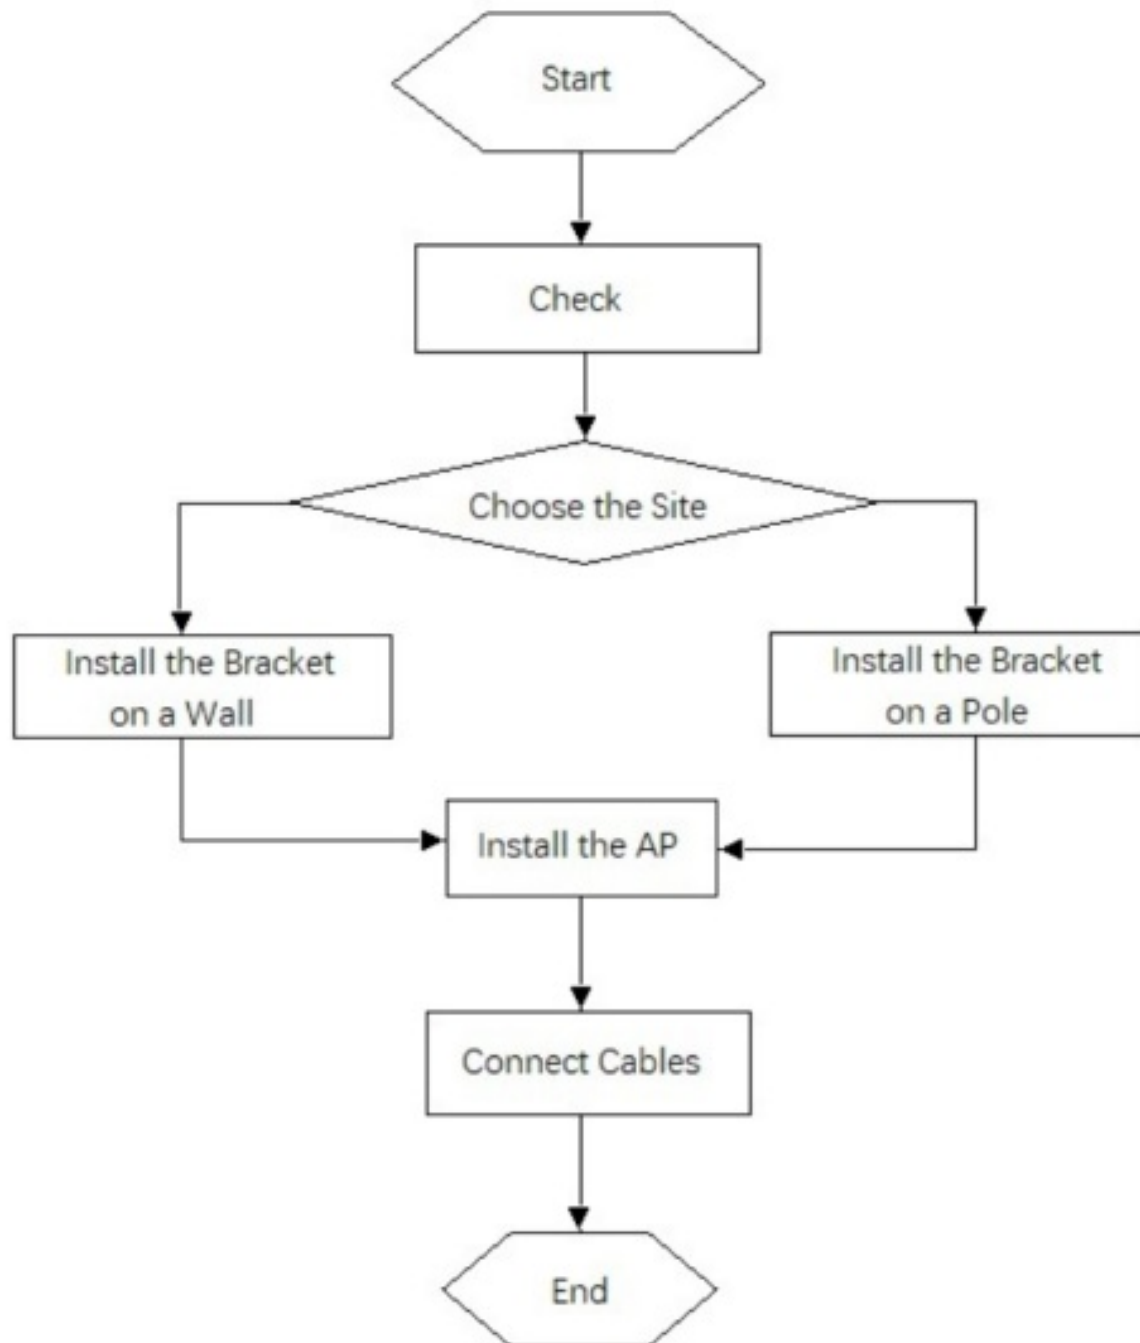 Start
Check
Choose the Site
Install the Bracket
on a Wall
Install the Bracket
on a Pole
Install the AP
Connect Cables
End